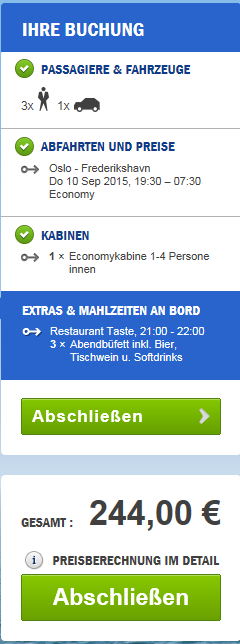 IHRE BUCHUNG
PASSAGIERE & FAHRZEUGE
3x 1x
ABFAHRTEN UND PREISE
Oslo - Frederikshavn
Do 10 Sep 2015, 19:30 – 07:30
Economy
KABINEN
1 × Economykabine 1-4 Persone
innen
EXTRAS & MAHLZEITEN AN BORD
Restaurant Taste, 21:00 - 22:00
3 × Abendbüfett inkl. Bier,
Tischwein u. Softdrinks
Abschließen
GESAMT : 244,00 €
i PREISBERECHNUNG IM DETAIL
Abschließen